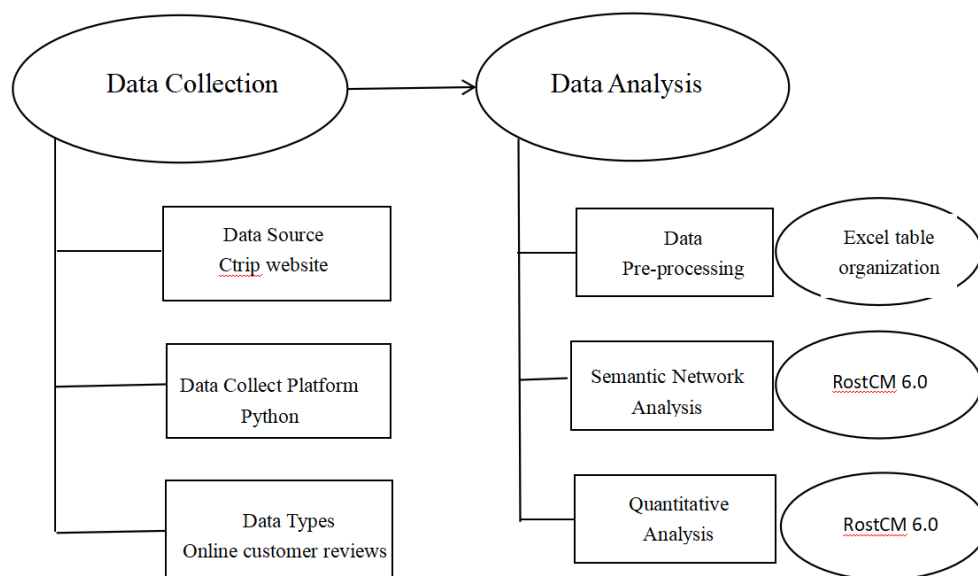 Data Collection
Data Analysis
Data Source
Ctrip website
Data Collect Platform
Python
Data Types
Online customer reviews
Data
Pre-processing
Excel table
organization
Semantic Network
Analysis
RostCM 6.0
Quantitative
Analysis
RostCM 6.0